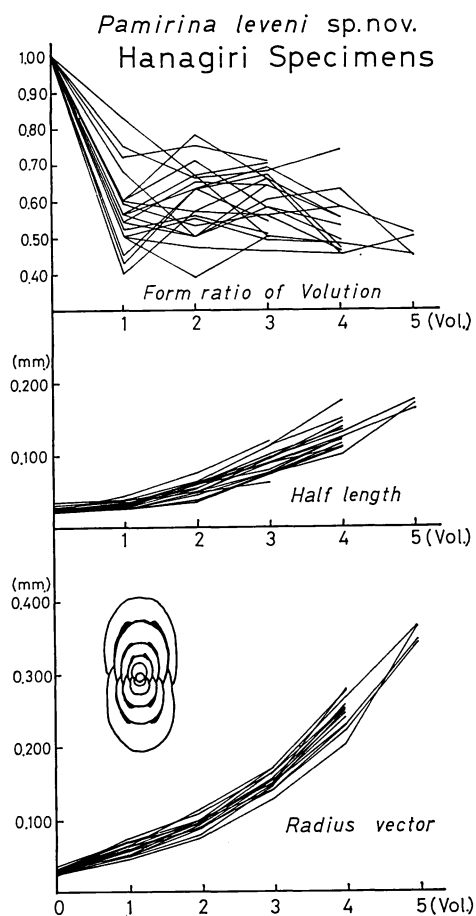 Pamirina leveni sp.nov.
Hanagiri Specimens
1,00
0,90
0,80
0,70
0,60
0,50
0,40
Form ratio of Volution
1 2 3 4 5 (Vol.)
(mm)
0,200
0,100
Half length
1 2 3 4 5 (Vol.)
(mm)
0,400
0,300
0,200
0,100
Radius vector
0 1 2 3 4 5 (Vol.)